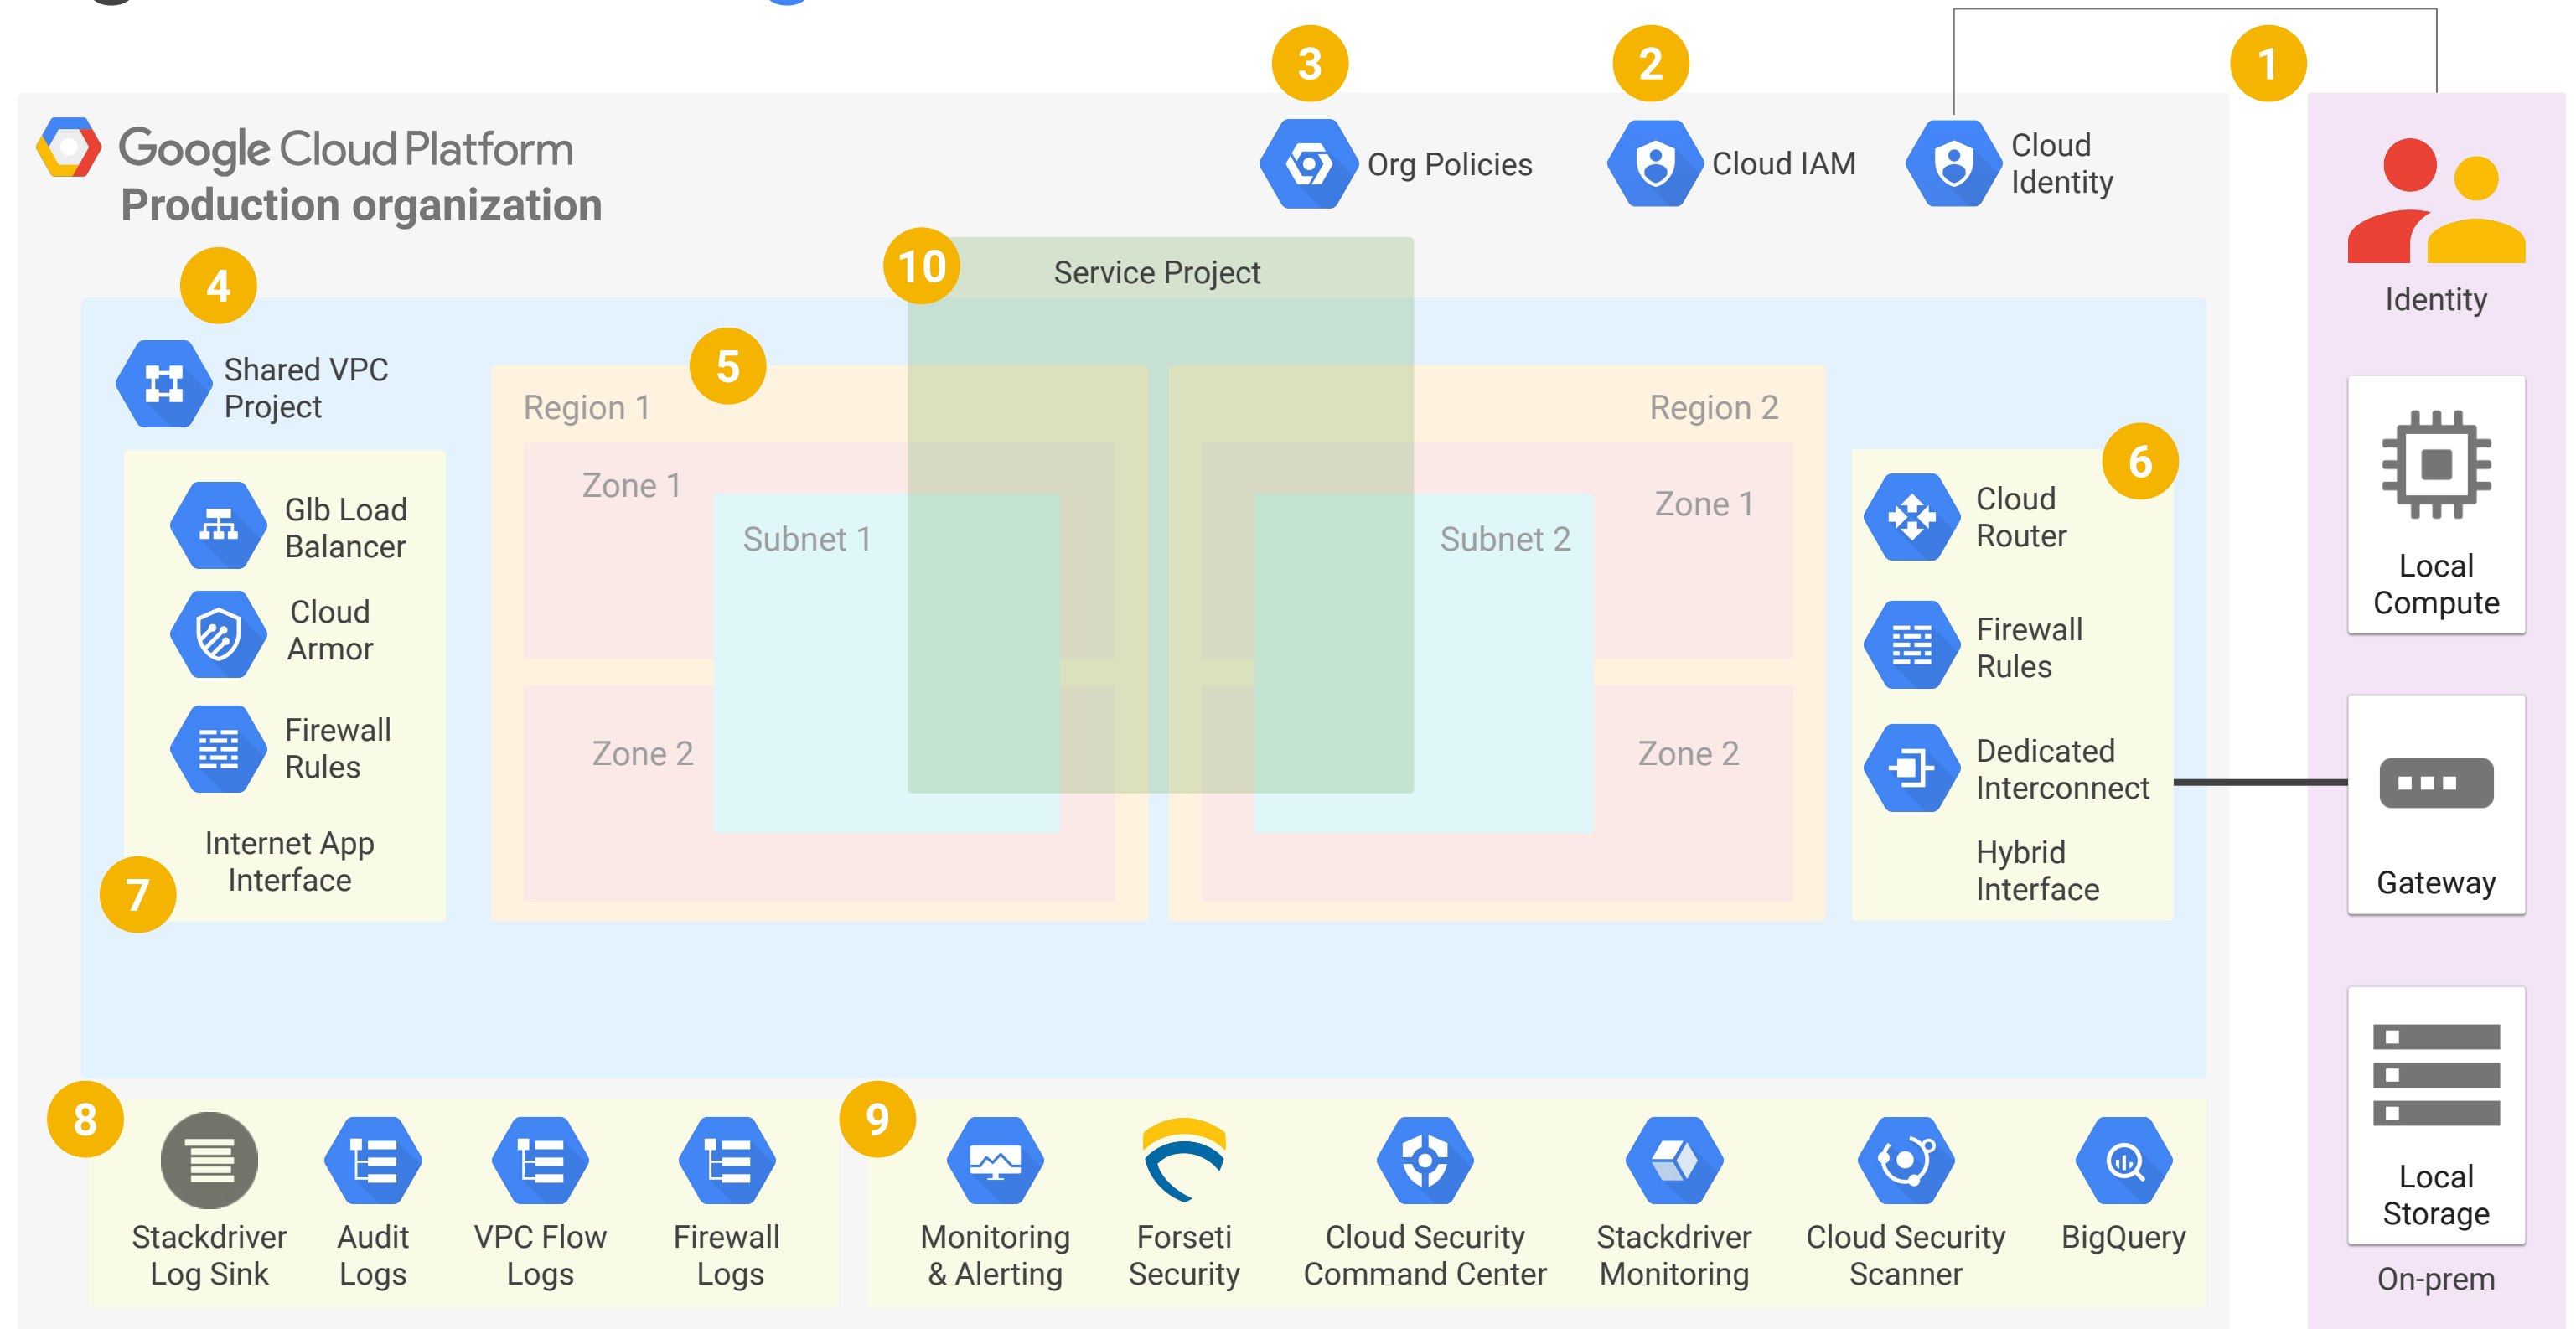 3
2
1
Google Cloud Platform
Production organization
Org Policies
Cloud IAM
Cloud
Identity
Identity
10
Service Project
4
Shared VPC
Project
5
Region 1
Region 2
Zone 1
Zone 1
Subnet 1
Subnet 2
Zone 2
Zone 2
Glb Load
Balancer
Cloud
Armor
Firewall
Rules
Internet App
Interface
7
6
Cloud
Router
Firewall
Rules
Dedicated
Interconnect
Hybrid
Interface
Local
Compute
Gateway
Local
Storage
On-prem
8
Stackdriver
Log Sink
Audit
Logs
VPC Flow
Logs
Firewall
Logs
9
Monitoring
& Alerting
Forseti
Security
Cloud Security
Command Center
Stackdriver
Monitoring
Cloud Security
Scanner
BigQuery